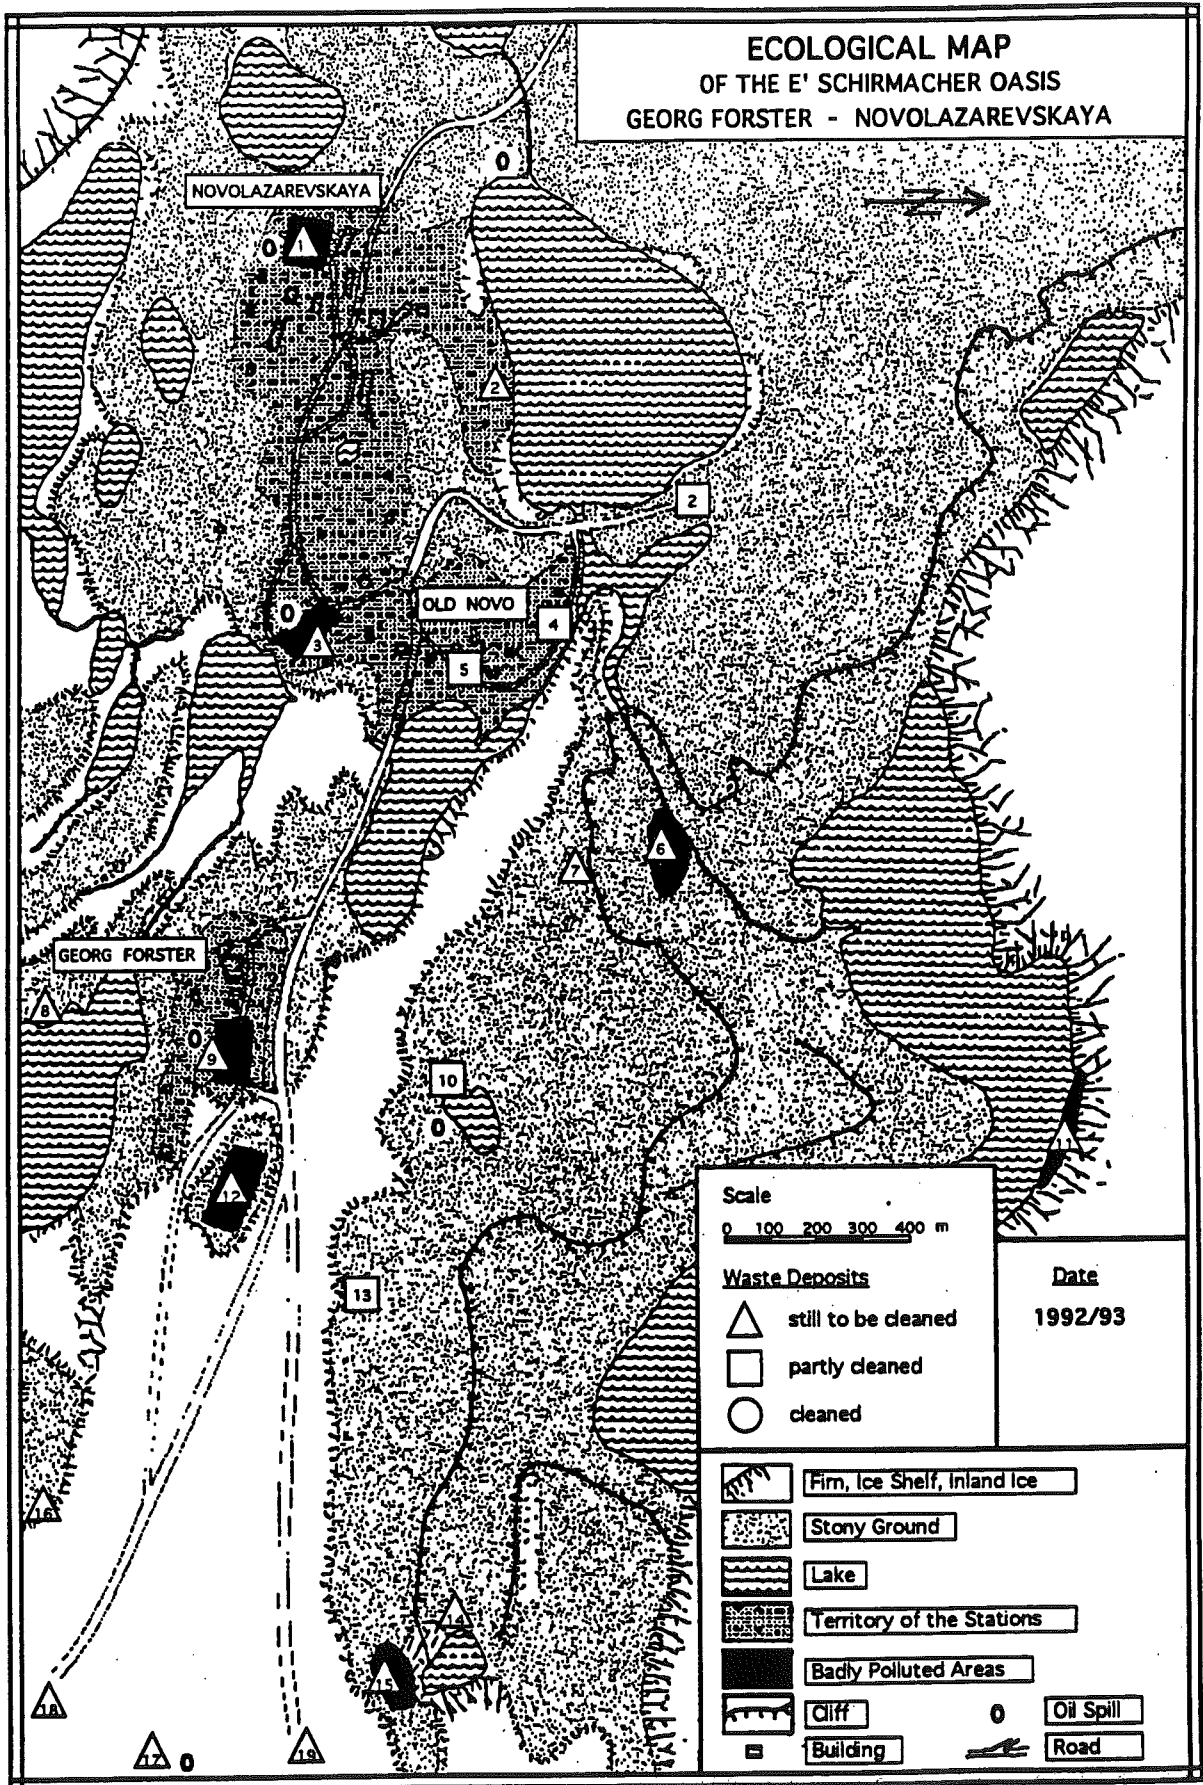 ECOLOGICAL MAP
OF THE E' SCHIRMACHER OASIS
GEORG FORSTER - NOVOLAZAREVSKAYA
0
NOVOLAZAREVSKAYA
N
0
1
2
2
OLD NOVO
0
4
3
5
6
7
GEORG FORSTER
8
0
9
10
0
11
12
13
14
15
16
18
17
0
19
Scale
0 100 200 300 400 m
Waste Deposits
still to be cleaned
partly cleaned
cleaned
Date
1992/93
Firn, Ice Shelf, Inland Ice
Stony Ground
Lake
Territory of the Stations
Badly Polluted Areas
Cliff
0 Oil Spill
Building
Road